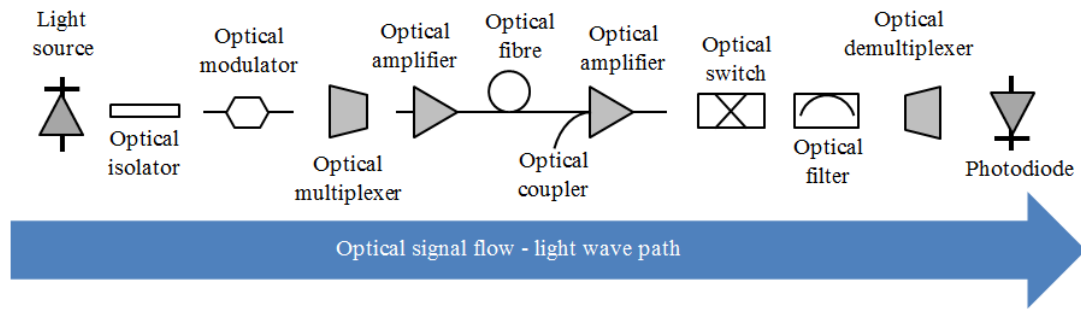 Light
source
Optical
isolator
Optical
modulator
Optical
multiplexer
Optical
amplifier
Optical
fibre
Optical
coupler
Optical
amplifier
Optical
switch
Optical
filter
Optical
demultiplexer
Photodiode
Optical signal flow - light wave path